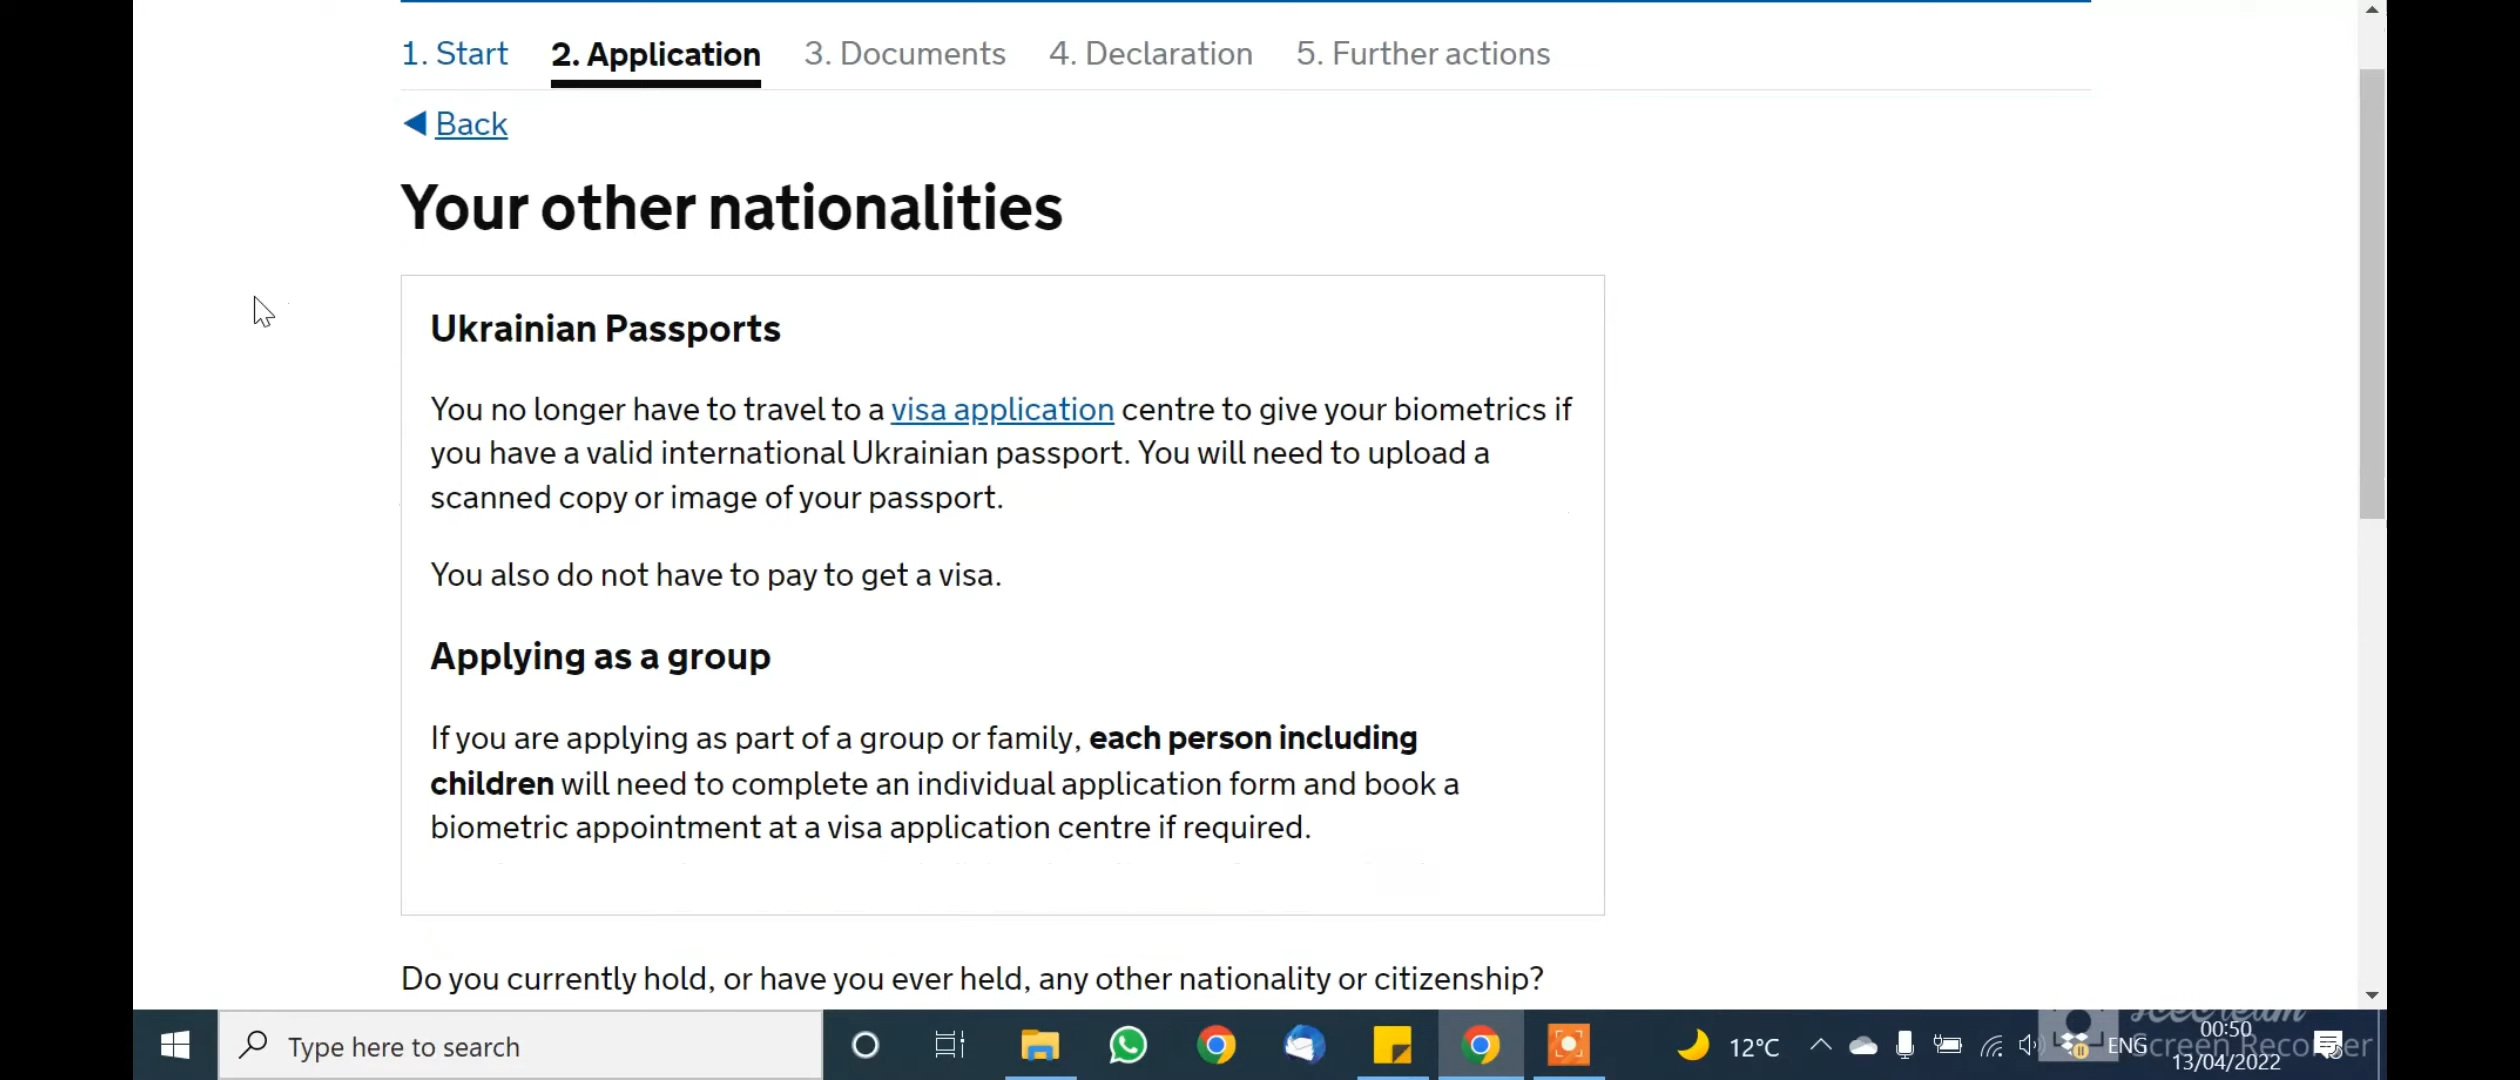 1. Start 2. Application 3. Documents 4. Declaration 5. Further actions
Back
Your other nationalities
Ukrainian Passports
You no longer have to travel to a visa application centre to give your biometrics if
you have a valid international Ukrainian passport. You will need to upload a
scanned copy or image of your passport.
You also do not have to pay to get a visa.
Applying as a group
If you are applying as part of a group or family, each person including
children will need to complete an individual application form and book a
biometric appointment at a visa application centre if required.
Do you currently hold, or have you ever held, any other nationality or citizenship?
Type here to search
12°C
ENG
00:50
13/04/2022
Icecream
Screen Recorder